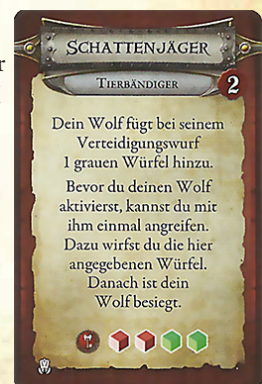 SCHATTENJÄGER
TIERBÄNDIGER
2
Dein Wolf fügt bei seinem
Verteidigungswurf
1 grauen Würfel hinzu.
Bevor du deinen Wolf
aktivierst, kannst du mit
ihm einmal angreifen.
Dazu wirfst du die hier
angegebenen Würfel.
Danach ist dein
Wolf besiegt.